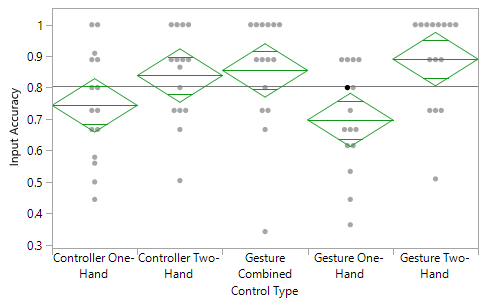 Input Accuracy
1
0.9
0.8
0.7
0.6
0.5
0.4
0.3
Controller One-
Hand
Controller Two-
Hand
Gesture
Combined
Gesture One-
Hand
Gesture Two-
Hand
Control Type